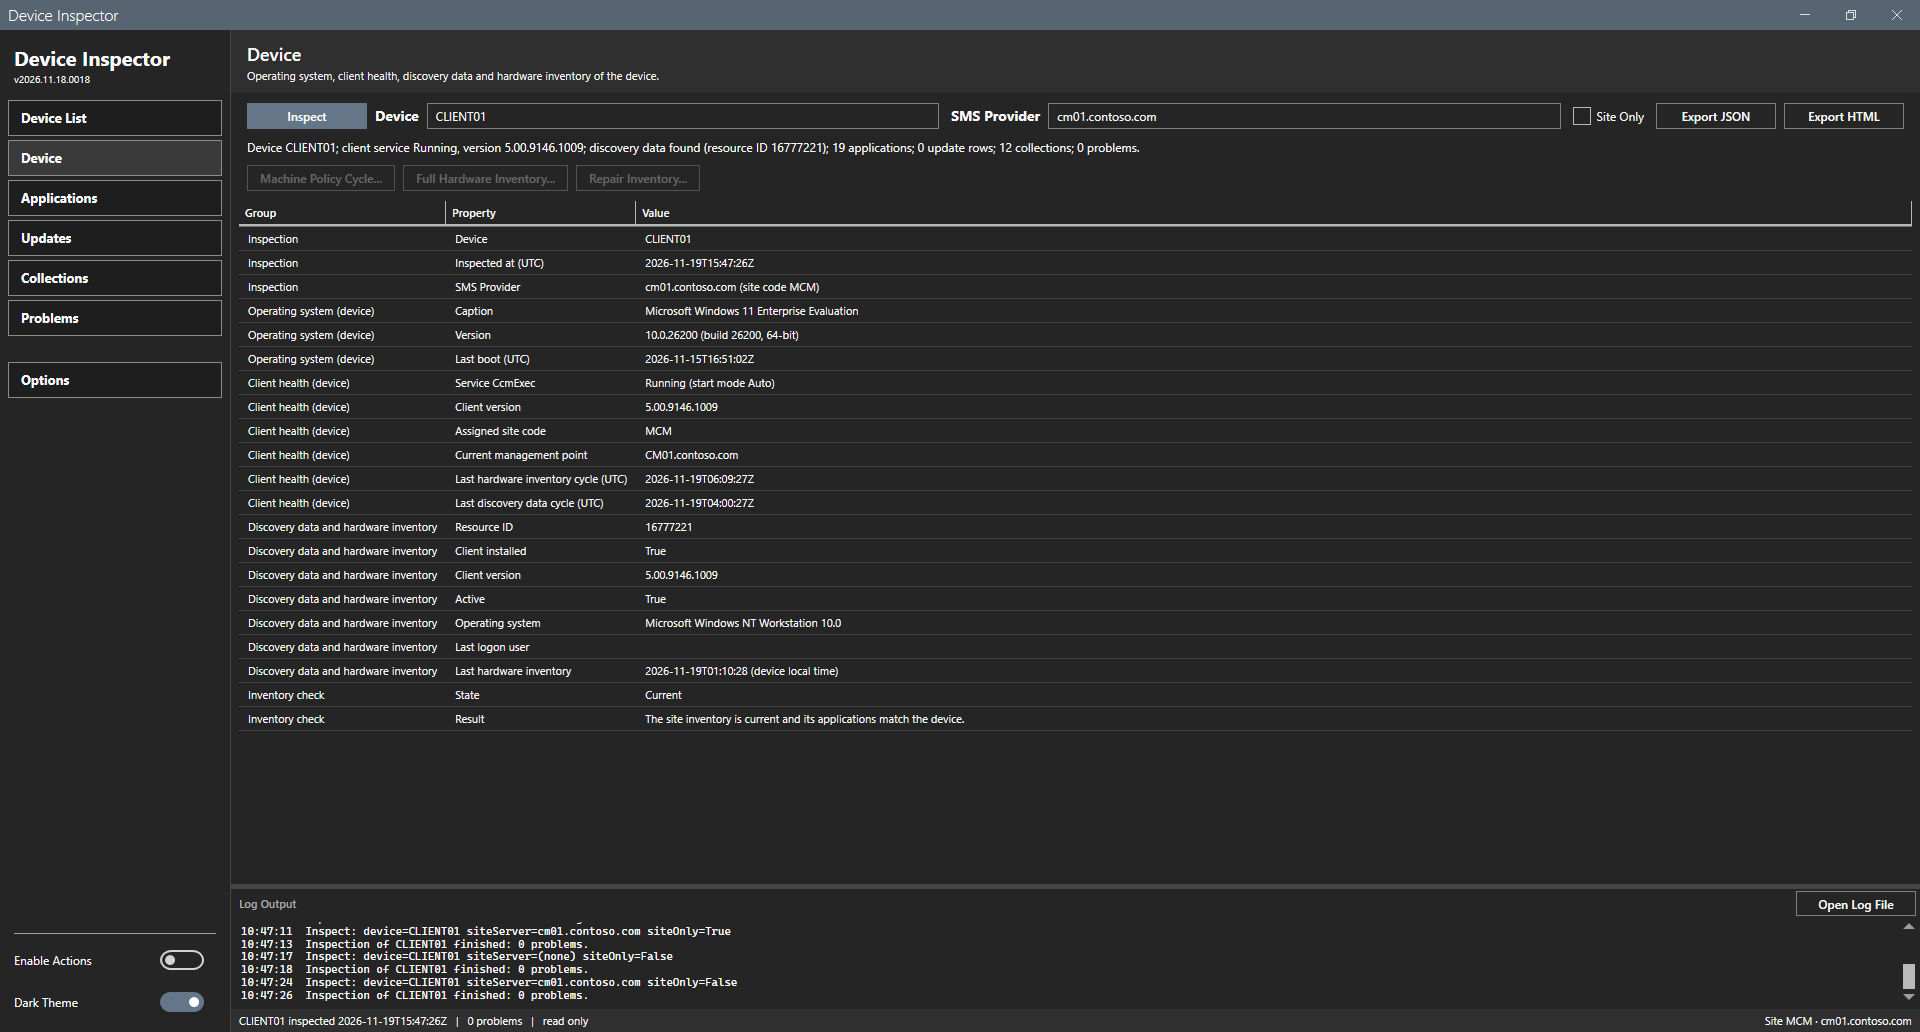 Device Inspector
Device Inspector
v2026.11.18.0018
Device List
Device
Applications
Updates
Collections
Problems
Options
Enable Actions
Dark Theme
Device
Operating system, client health, discovery data and hardware inventory of the device.
Inspect Device CLIENT01 SMS Provider cm01.contoso.com Site Only Export JSON Export HTML
Device CLIENT01; client service Running, version 5.00.9146.1009; discovery data found (resource ID 16777221); 19 applications; 0 update rows; 12 collections; 0 problems.
Machine Policy Cycle... Full Hardware Inventory... Repair Inventory...
Group Property Value
Inspection Device CLIENT01
Inspection Inspected at (UTC) 2026-11-19T15:47:26Z
Inspection SMS Provider cm01.contoso.com (site code MCM)
Operating system (device) Caption Microsoft Windows 11 Enterprise Evaluation
Operating system (device) Version 10.0.26200 (build 26200, 64-bit)
Operating system (device) Last boot (UTC) 2026-11-15T16:51:02Z
Client health (device) Service CcmExec Running (start mode Auto)
Client health (device) Client version 5.00.9146.1009
Client health (device) Assigned site code MCM
Client health (device) Current management point CM01.contoso.com
Client health (device) Last hardware inventory cycle (UTC) 2026-11-19T06:09:27Z
Client health (device) Last discovery data cycle (UTC) 2026-11-19T04:00:27Z
Discovery data and hardware inventory Resource ID 16777221
Discovery data and hardware inventory Client installed True
Discovery data and hardware inventory Client version 5.00.9146.1009
Discovery data and hardware inventory Active True
Discovery data and hardware inventory Operating system Microsoft Windows NT Workstation 10.0
Discovery data and hardware inventory Last logon user
Discovery data and hardware inventory Last hardware inventory 2026-11-19T01:10:28 (device local time)
Inventory check State Current
Inventory check Result The site inventory is current and its applications match the device.
Log Output Open Log File
10:47:11 Inspect: device=CLIENT01 siteServer=cm01.contoso.com siteOnly=True
10:47:13 Inspection of CLIENT01 finished: 0 problems.
10:47:17 Inspect: device=CLIENT01 siteServer=(none) siteOnly=False
10:47:18 Inspection of CLIENT01 finished: 0 problems.
10:47:24 Inspect: device=CLIENT01 siteServer=cm01.contoso.com siteOnly=False
10:47:26 Inspection of CLIENT01 finished: 0 problems.
CLIENT01 inspected 2026-11-19T15:47:26Z | 0 problems | read only Site MCM · cm01.contoso.com